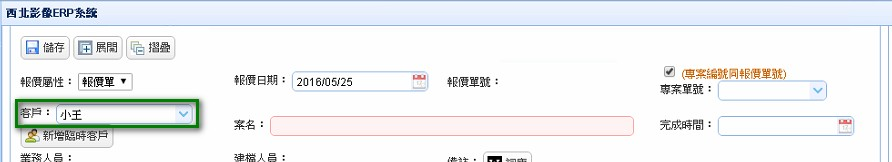 西北影像ERP系統
儲存 展開 摺疊
報價屬性： 報價單 報價日期： 2016/05/25 報價單號： (專案編號同報價單號)
專案單號：
客戶： 小王 案名： 完成時間：
新增臨時客戶
業務人員： 建檔人員： 備註：